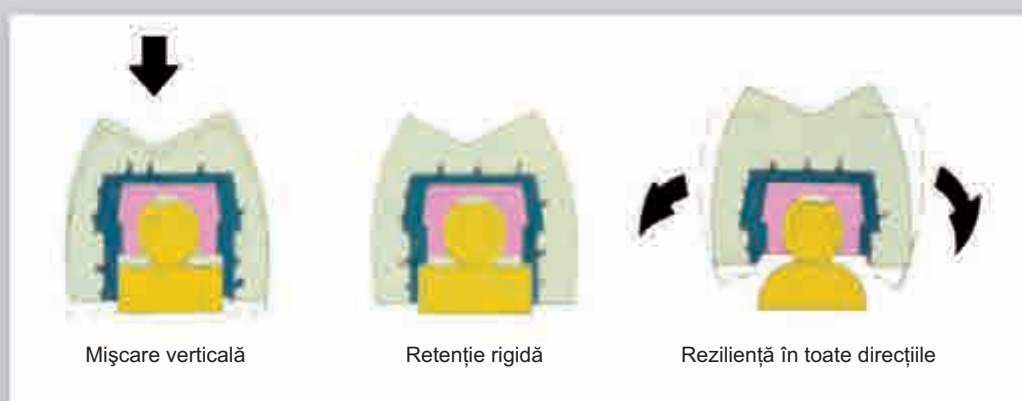 Mişcare verticală
Retenție rigidă
Reziliență în toate direcțiile